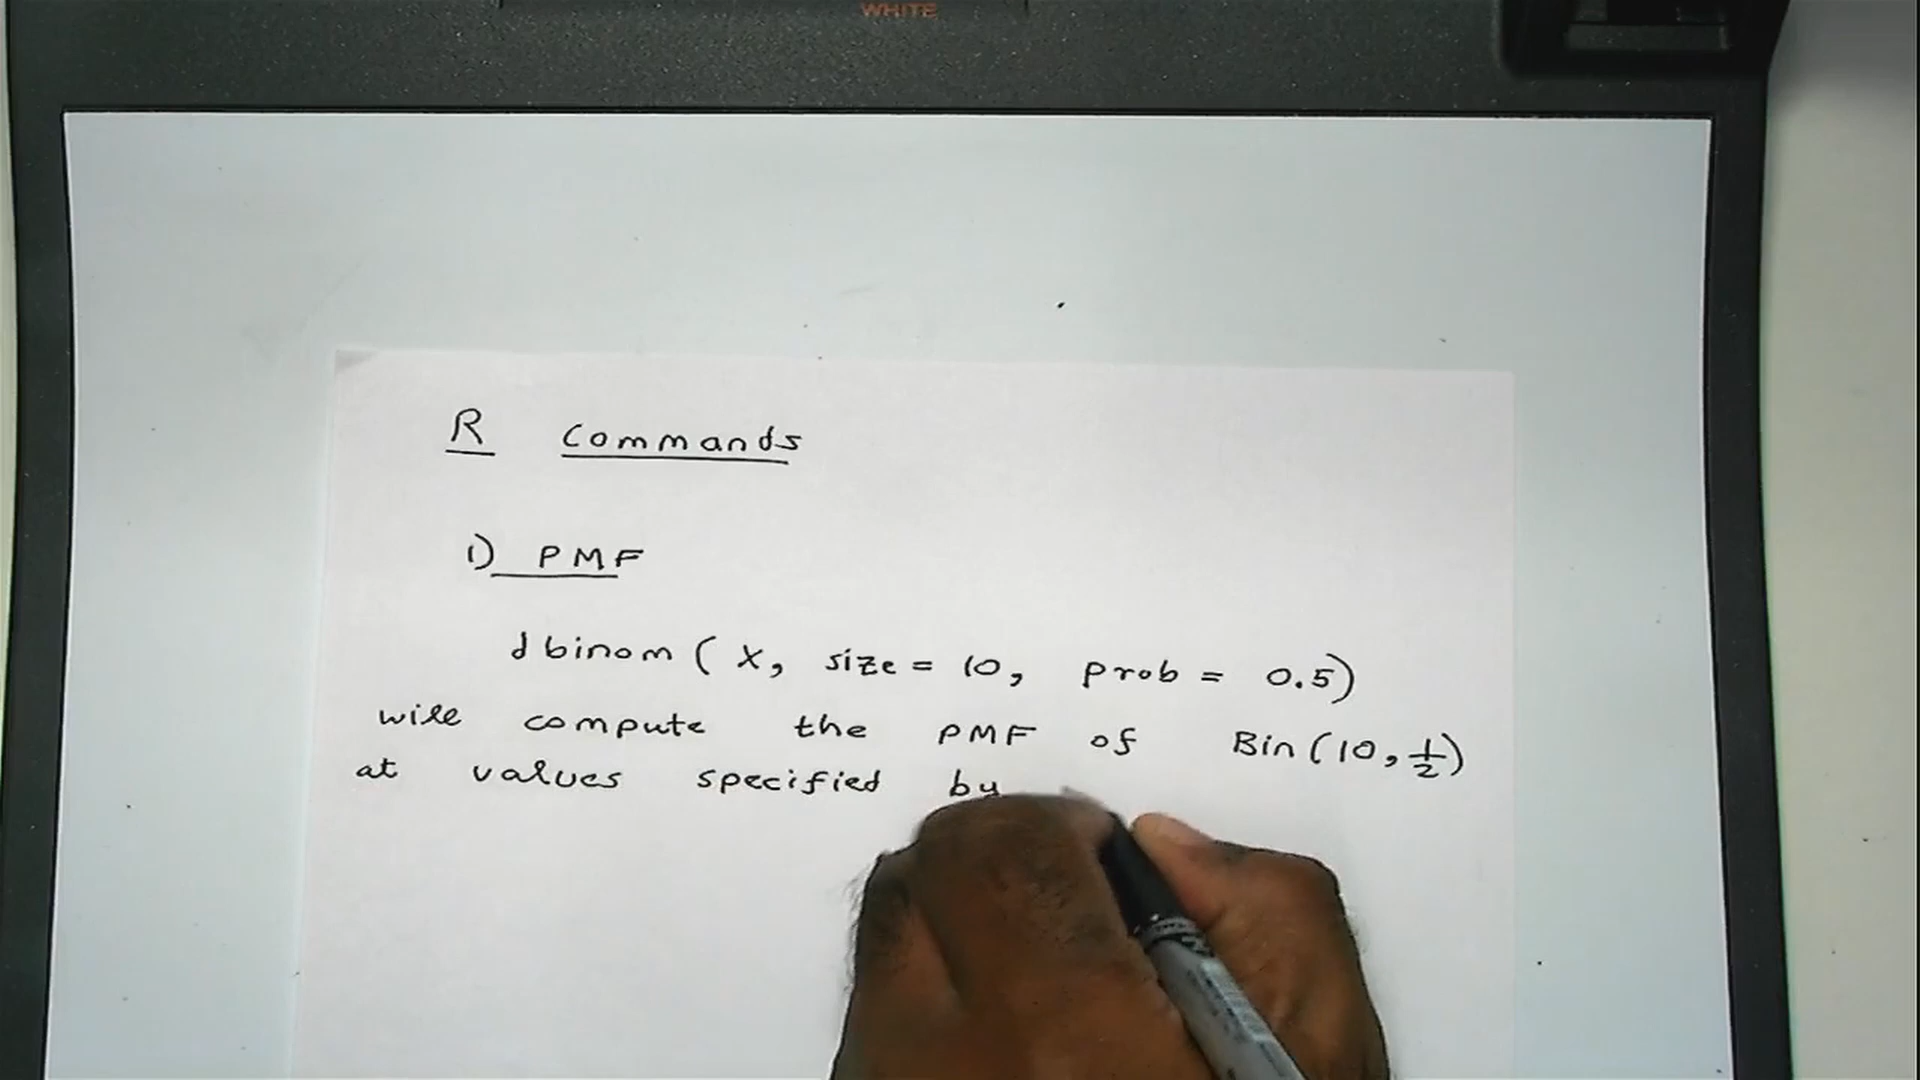 WHITE
R Commands
1) PMF
dbinom ( x, size = 10, prob = 0.5)
will compute the PMF of Bin (10, 1/2)
at values specified by